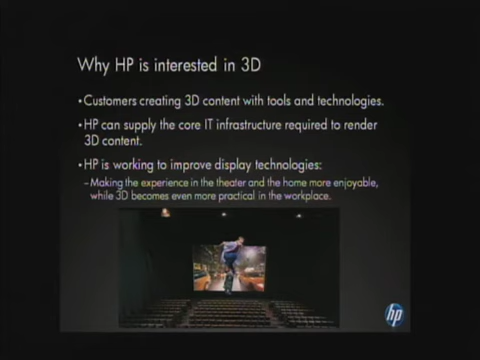 Why HP is interested in 3D
•Customers creating 3D content with tools and technologies.
•HP can supply the core IT infrastructure required to render
3D content.
•HP is working to improve display technologies:
–Making the experience in the theater and the home more enjoyable,
while 3D becomes even more practical in the workplace.
hp